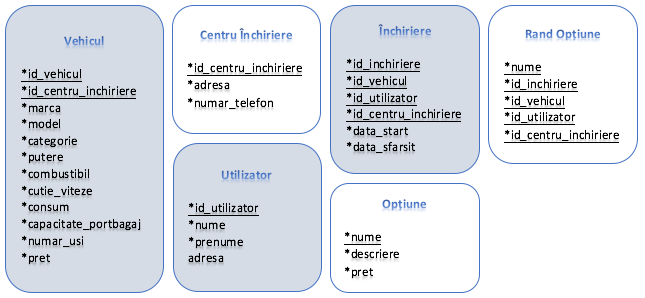 Vehicul
*id_vehicul
*id_centru_inchiriere
*marca
*model
*categorie
*putere
*combustibil
*cutie_viteze
*consum
*capacitate_portbagaj
*numar_usi
*pret
Centru Închiriere
*id_centru_inchiriere
*adresa
*numar_telefon
Utilizator
*id_utilizator
*nume
*prenume
adresa
Închiriere
*id_inchiriere
*id_vehicul
*id_utilizator
*id_centru_inchiriere
*data_start
*data_sfarsit
Opțiune
*nume
*descriere
*pret
Rand Opțiune
*nume
*id_inchiriere
*id_vehicul
*id_utilizator
*id_centru_inchiriere